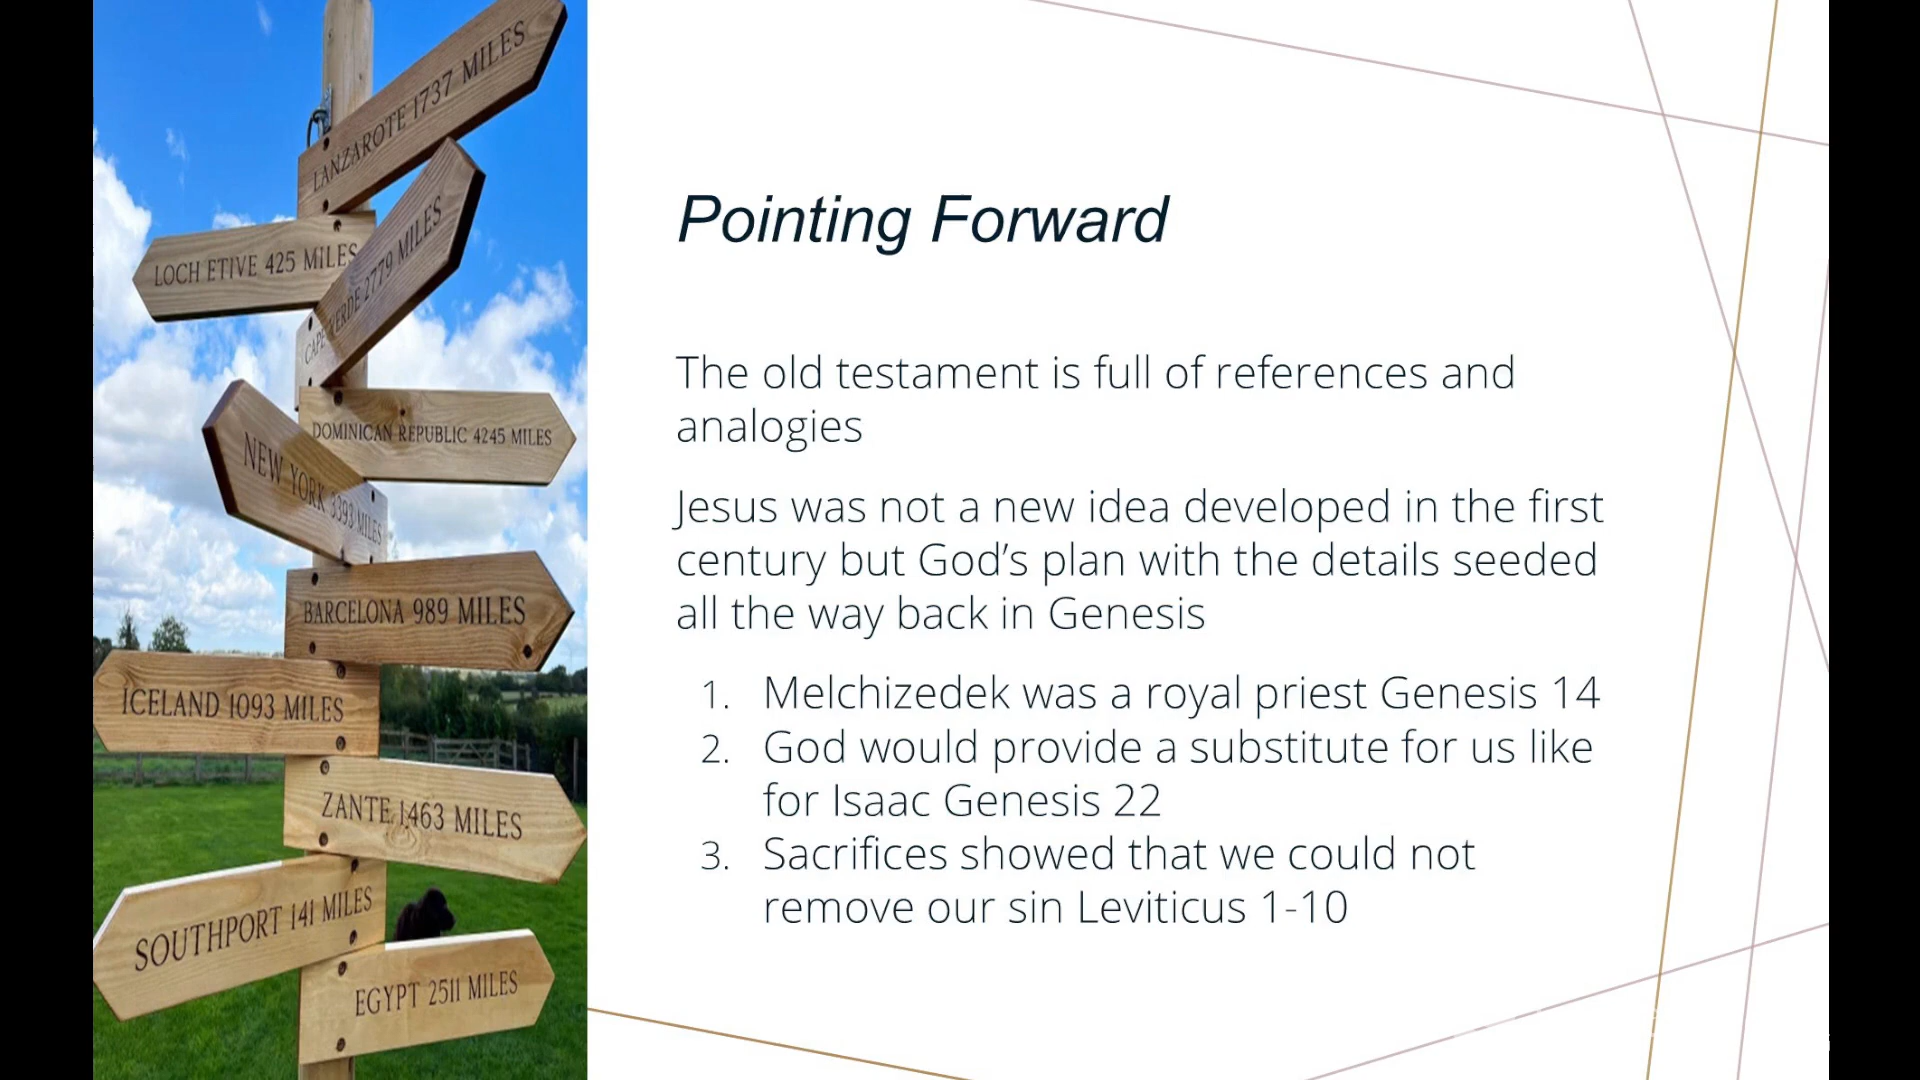 LANZAROTE 1737 MILES
LOCH ETIVE 425 MILES
CAPE VERDE 2779 MILES
DOMINICAN REPUBLIC 4245 MILES
NEW YORK 3393 MILES
BARCELONA 989 MILES
ICELAND 1093 MILES
ZANTE 1463 MILES
SOUTHPORT 141 MILES
EGYPT 2511 MILES
Pointing Forward
The old testament is full of references and
analogies
Jesus was not a new idea developed in the first
century but God’s plan with the details seeded
all the way back in Genesis
1. Melchizedek was a royal priest Genesis 14
2. God would provide a substitute for us like
for Isaac Genesis 22
3. Sacrifices showed that we could not
remove our sin Leviticus 1-10